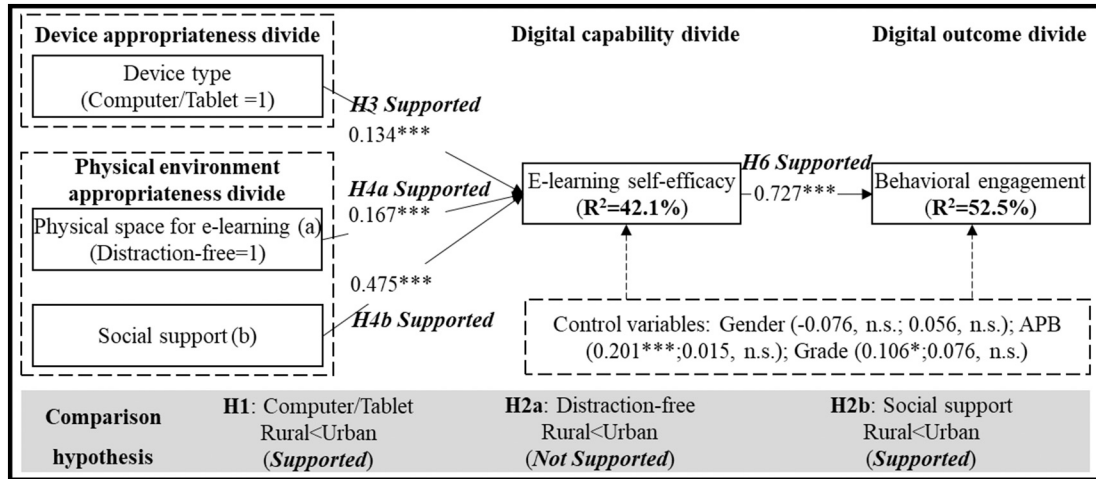 Device appropriateness divide
Device type
(Computer/Tablet =1)
Physical environment
appropriateness divide
Physical space for e-learning (a)
(Distraction-free=1)
Social support (b)
H3 Supported
0.134***
H4a Supported
0.167***
0.475***
H4b Supported
Digital capability divide
E-learning self-efficacy
(R²=42.1%)
H6 Supported
0.727***
Digital outcome divide
Behavioral engagement
(R²=52.5%)
Control variables: Gender (-0.076, n.s.; 0.056, n.s.); APB
(0.201***;0.015, n.s.); Grade (0.106*;0.076, n.s.)
Comparison
hypothesis
H1: Computer/Tablet
Rural<Urban
(Supported)
H2a: Distraction-free
Rural<Urban
(Not Supported)
H2b: Social support
Rural<Urban
(Supported)